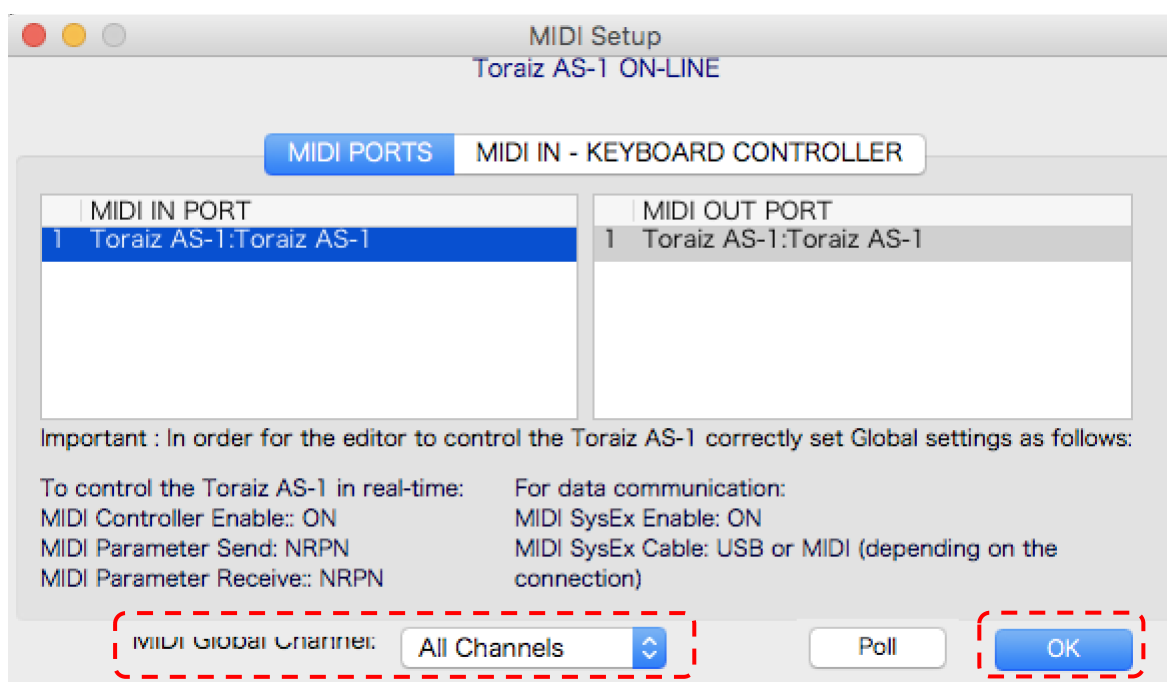 MIDI Setup
Toraiz AS-1 ON-LINE
MIDI PORTS MIDI IN - KEYBOARD CONTROLLER
MIDI IN PORT
1 Toraiz AS-1:Toraiz AS-1
MIDI OUT PORT
1 Toraiz AS-1:Toraiz AS-1
Important : In order for the editor to control the Toraiz AS-1 correctly set Global settings as follows:
To control the Toraiz AS-1 in real-time:
MIDI Controller Enable:: ON
MIDI Parameter Send: NRPN
MIDI Parameter Receive:: NRPN
For data communication:
MIDI SysEx Enable: ON
MIDI SysEx Cable: USB or MIDI (depending on the
connection)
MIDI Global Channel: All Channels Poll OK